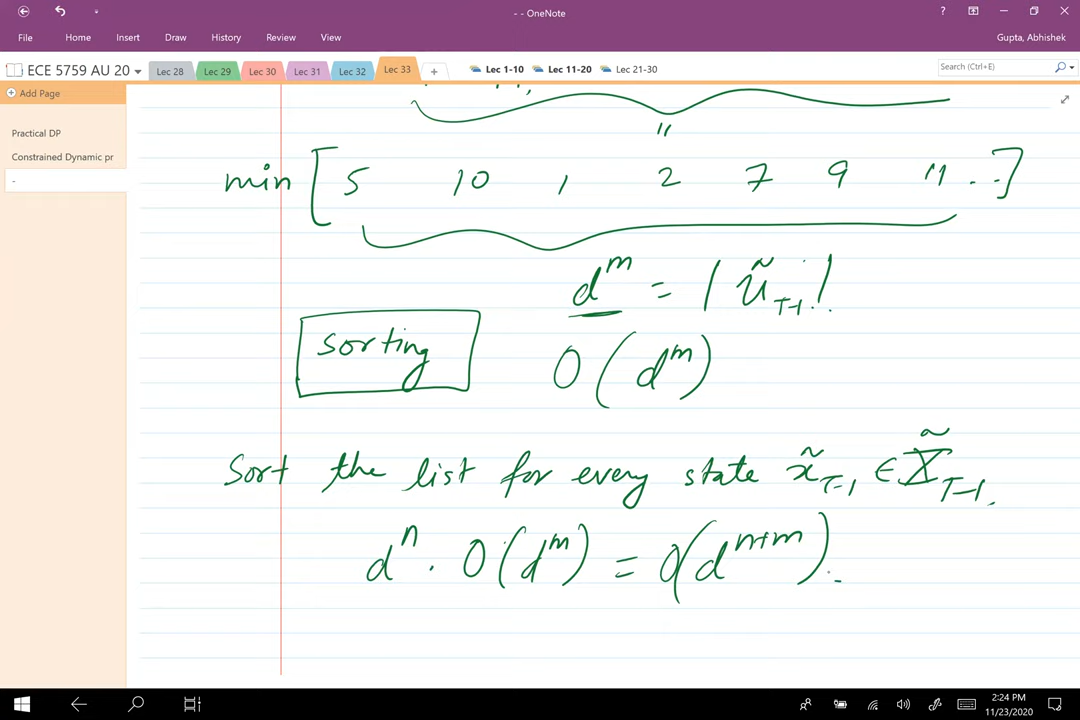 - - OneNote
File Home Insert Draw History Review View Gupta, Abhishek
ECE 5759 AU 20 Lec 28 Lec 29 Lec 30 Lec 31 Lec 32 Lec 33 + Lec 1-10 Lec 11-20 Lec 21-30 Search (Ctrl+E)
Add Page
Practical DP
Constrained Dynamic pr
-
min [ 5 10 1 2 7 9 11 . . ]
d^m = | Ũ_{T-1} |.
sorting O(d^m)
Sort the list for every state x̃_{T-1} ∈ X̃_{T-1}.
d^n . O(d^m) = O(d^{n+m}).
2:24 PM
11/23/2020